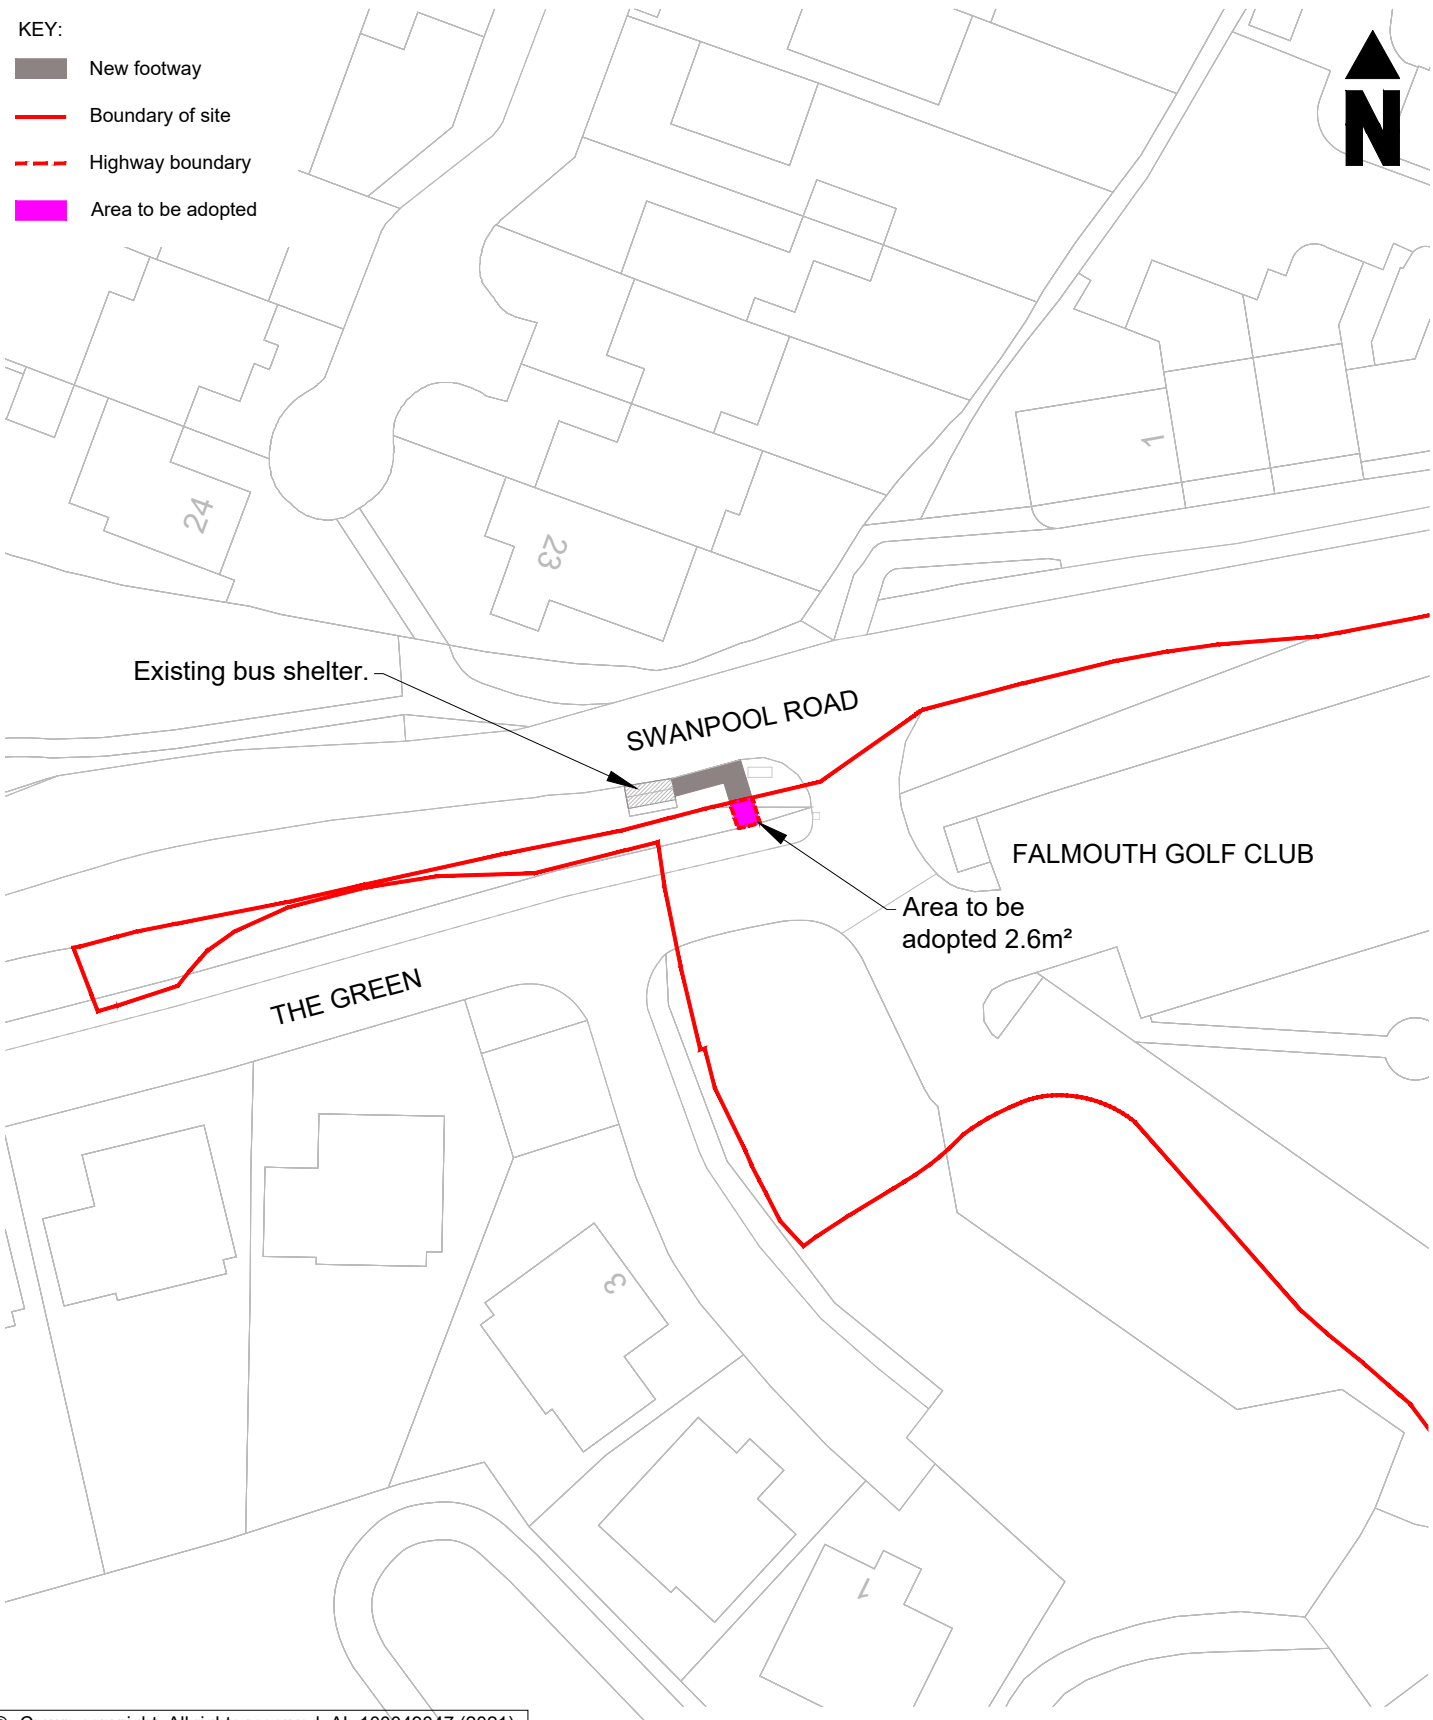 KEY:
New footway
Boundary of site
Highway boundary
Area to be adopted
N
1
24
23
Existing bus shelter.
SWANPOOL ROAD
FALMOUTH GOLF CLUB
Area to be
adopted 2.6m²
THE GREEN
3
1